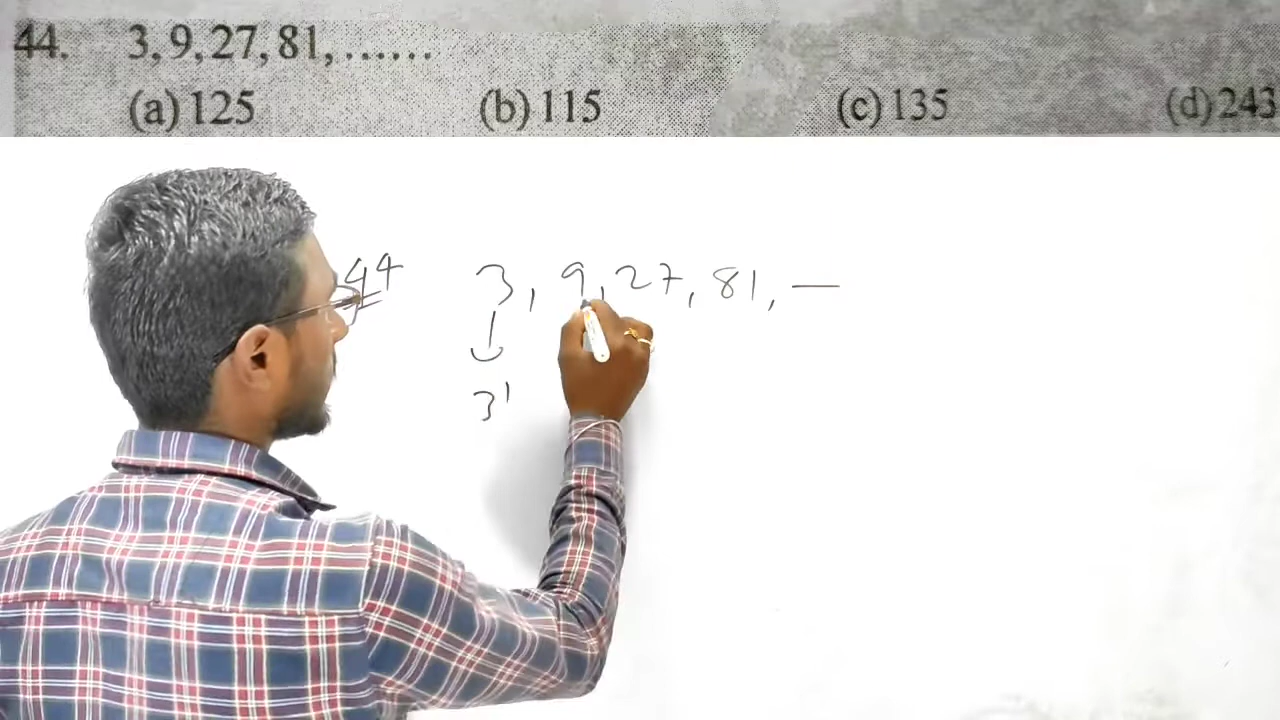 44. 3, 9, 27, 81, ......
(a) 125 (b) 115 (c) 135 (d) 243
44 3, 9, 27, 81, —
3¹